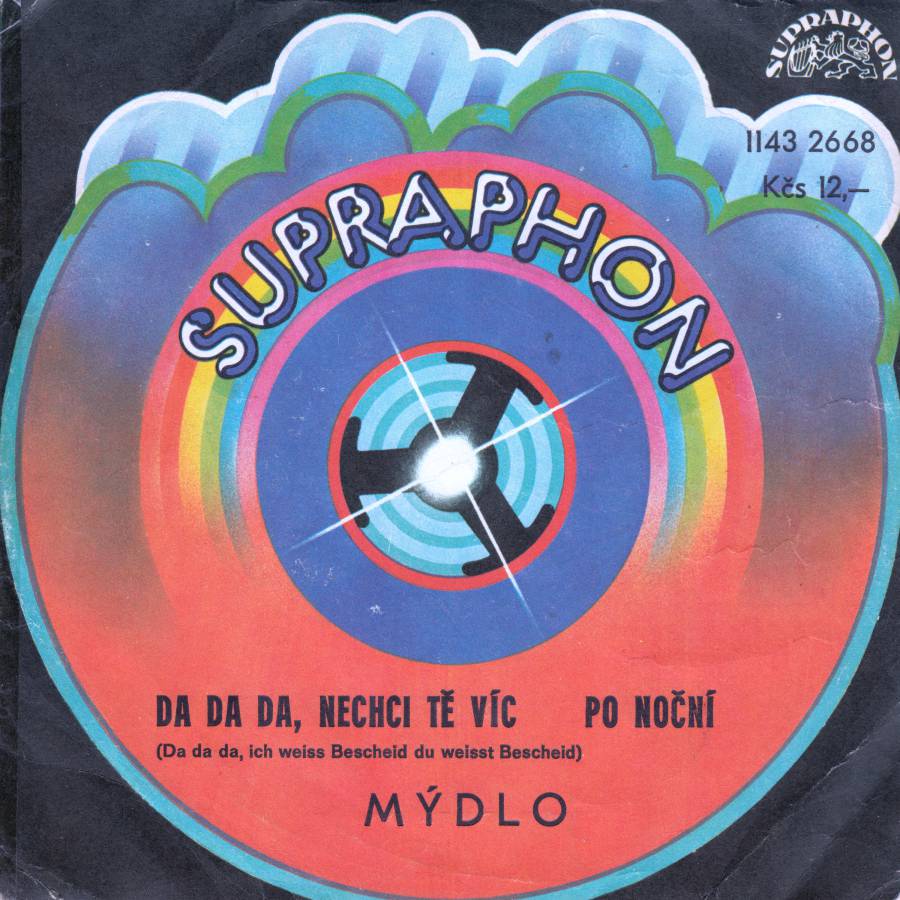 SUPRAPHON
1143 2668
Kčs 12,—
SUPRAPHON
DA DA DA, NECHCI TĚ VÍC PO NOČNÍ
(Da da da, ich weiss Bescheid du weisst Bescheid)
MÝDLO